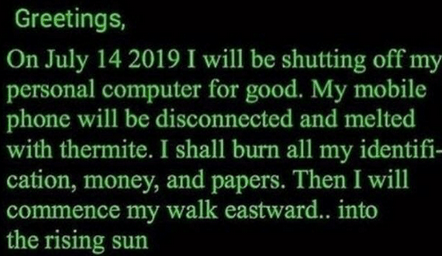 Greetings,
On July 14 2019 I will be shutting off my
personal computer for good. My mobile
phone will be disconnected and melted
with thermite. I shall burn all my identifi-
cation, money, and papers. Then I will
commence my walk eastward.. into
the rising sun